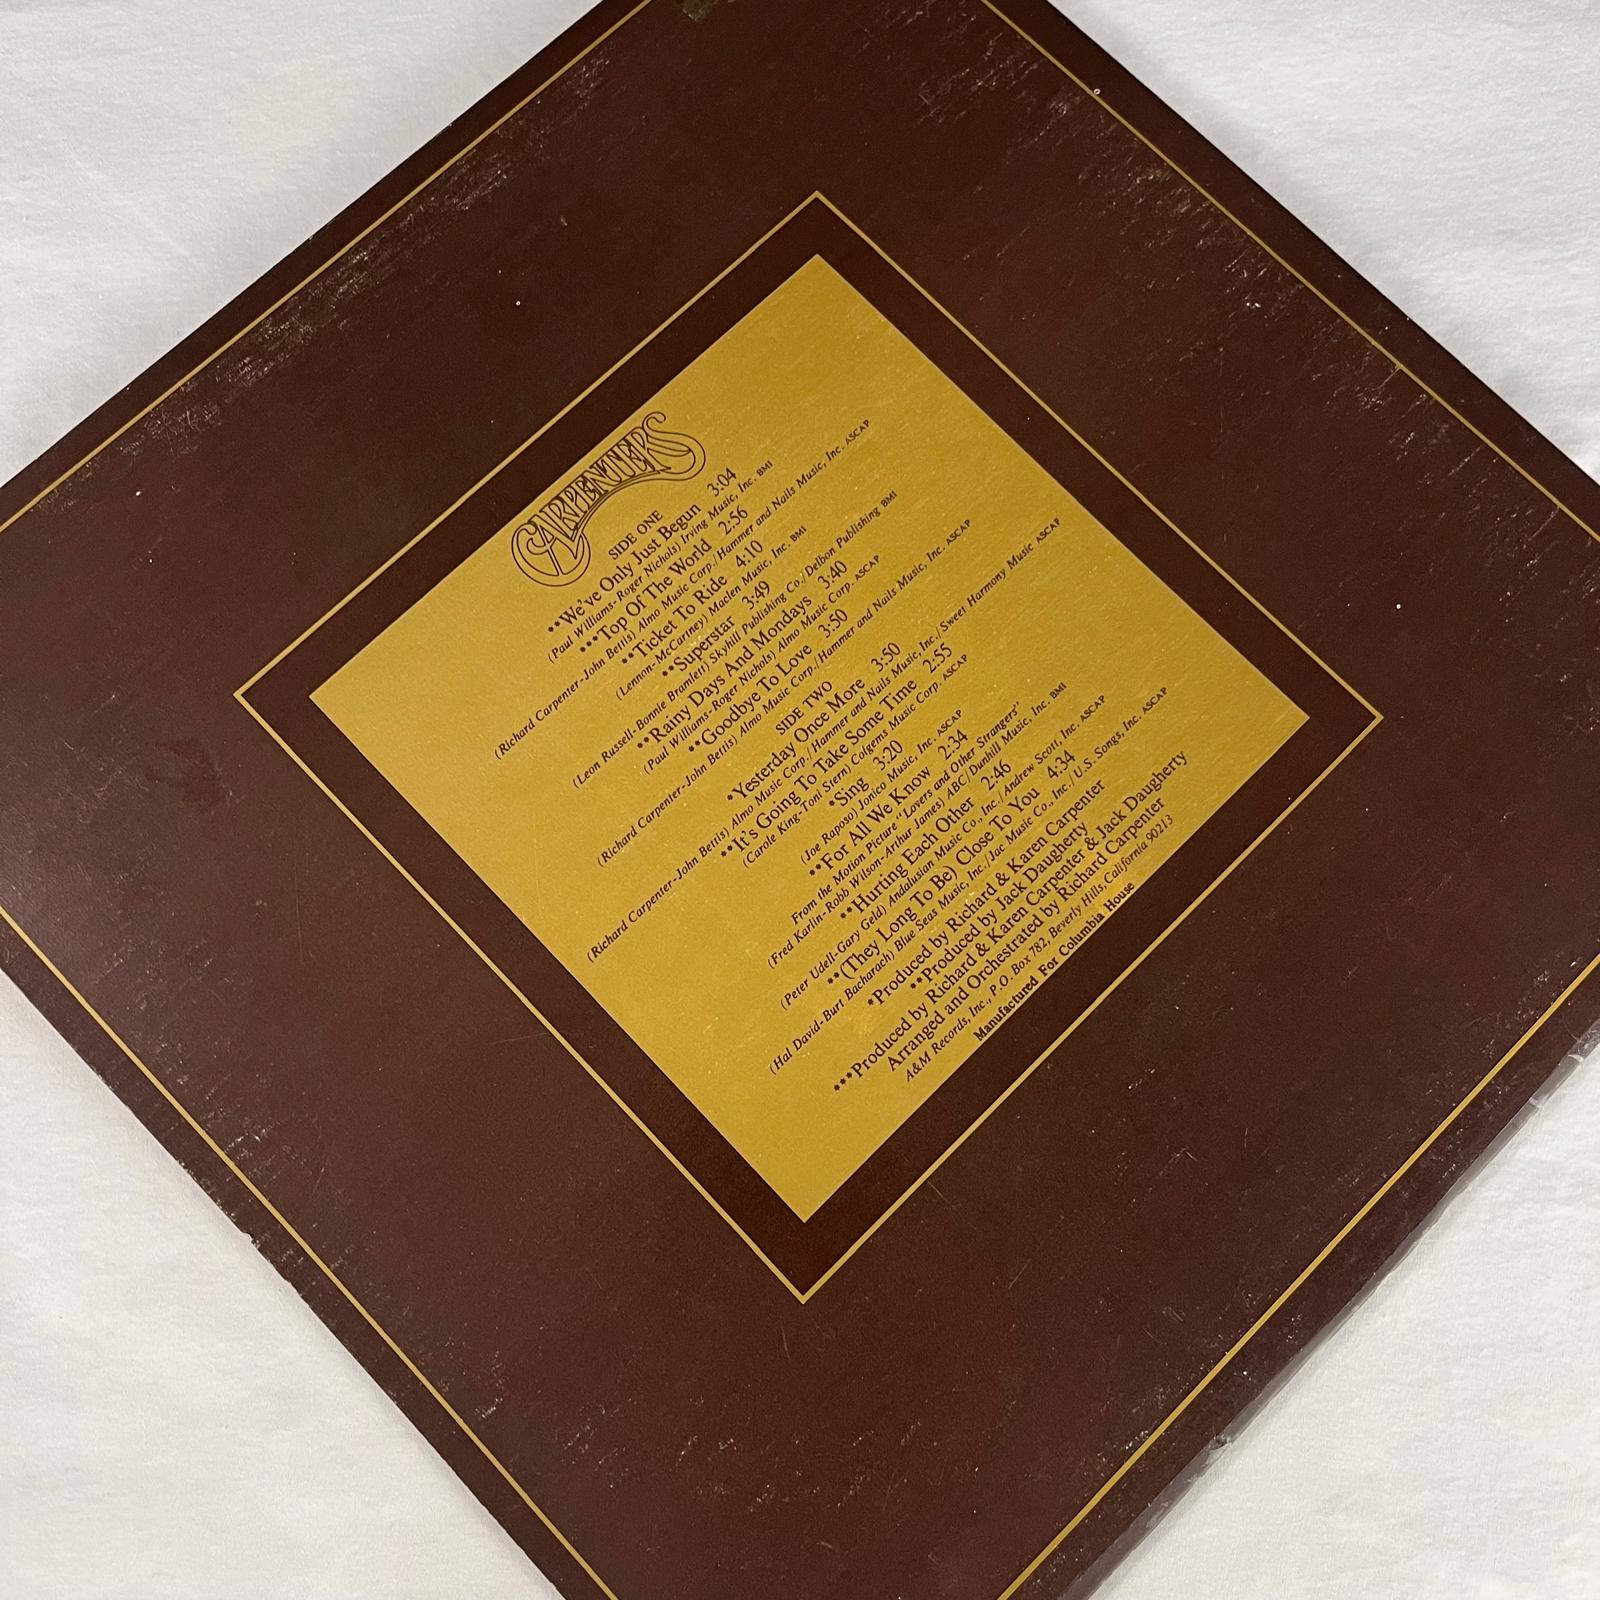 CARPENTERS
SIDE ONE
**We've Only Just Begun 3:04
(Paul Williams-Roger Nichols) Irving Music, Inc. BMI
***Top Of The World 2:56
(Richard Carpenter-John Bettis) Almo Music Corp./Hammer and Nails Music, Inc. ASCAP
**Ticket To Ride 4:10
(Lennon-McCartney) Maclen Music, Inc. BMI
**Superstar 3:49
(Leon Russell-Bonnie Bramlett) Skyhill Publishing Co./Delbon Publishing BMI
**Rainy Days And Mondays 3:40
(Paul Williams-Roger Nichols) Almo Music Corp. ASCAP
**Goodbye To Love 3:50
(Richard Carpenter-John Bettis) Almo Music Corp./Hammer and Nails Music, Inc. ASCAP
SIDE TWO
*Yesterday Once More 3:50
(Richard Carpenter-John Bettis) Almo Music Corp./Hammer and Nails Music, Inc./Sweet Harmony Music ASCAP
**It's Going To Take Some Time 2:55
(Carole King-Toni Stern) Colgems Music Corp. ASCAP
*Sing 3:20
(Joe Raposo) Jonico Music, Inc. ASCAP
**For All We Know 2:34
From the Motion Picture "Lovers and Other Strangers"
(Fred Karlin-Robb Wilson-Arthur James) ABC/Dunhill Music, Inc. BMI
**Hurting Each Other 2:46
(Peter Udell-Gary Geld) Andalusian Music Co., Inc./Andrew Scott, Inc. ASCAP
**(They Long To Be) Close To You 4:34
(Hal David-Burt Bacharach) Blue Seas Music, Inc./Jac Music Co., Inc./U.S. Songs, Inc. ASCAP
*Produced by Richard & Karen Carpenter
**Produced by Jack Daugherty
***Produced by Richard & Karen Carpenter & Jack Daugherty
Arranged and Orchestrated by Richard Carpenter
A&M Records, Inc., P.O. Box 782, Beverly Hills, California 90213
Manufactured For Columbia House